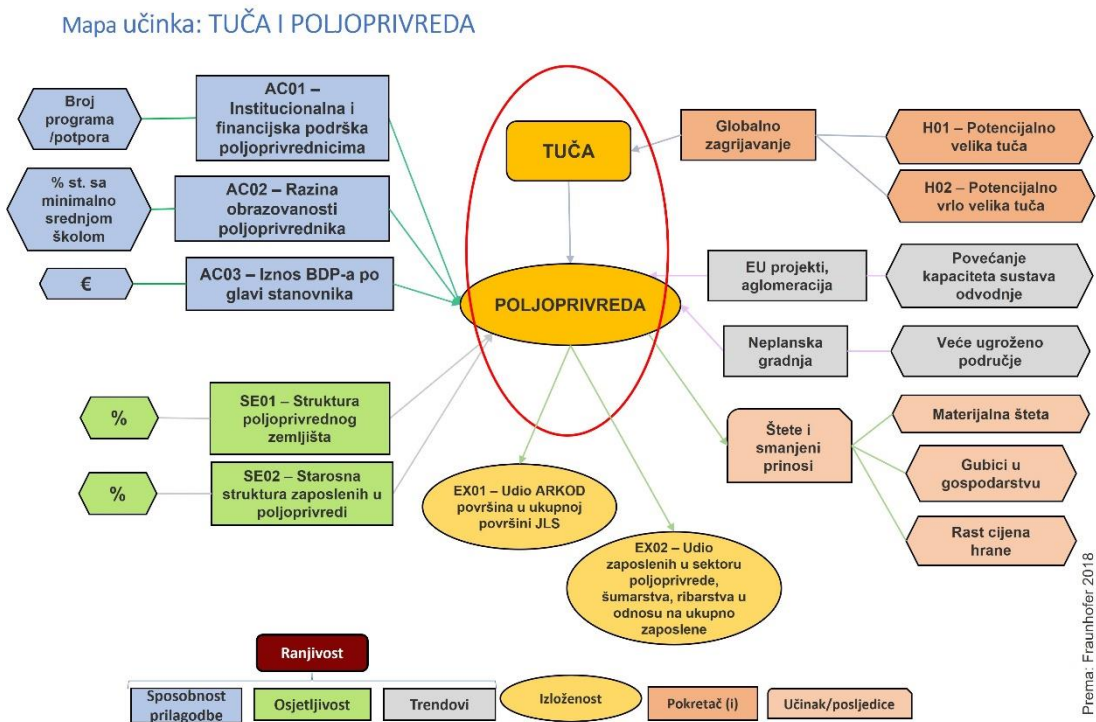 Mapa učinka: TUČA I POLJOPRIVREDA
Broj
programa
/potpora
AC01 –
Institucionalna i
financijska podrška
poljoprivrednicima
% st. sa
minimalno
srednjom
školom
AC02 – Razina
obrazovanosti
poljoprivrednika
€
AC03 – Iznos BDP-a po
glavi stanovnika
%
SE01 – Struktura
poljoprivrednog
zemljišta
%
SE02 – Starosna
struktura zaposlenih u
poljoprivredi
TUČA
POLJOPRIVREDA
EX01 – Udio ARKOD
površina u ukupnoj
površini JLS
EX02 – Udio
zaposlenih u sektoru
poljoprivrede,
šumarstva, ribarstva u
odnosu na ukupno
zaposlene
Globalno
zagrijavanje
H01 – Potencijalno
velika tuča
H02 – Potencijalno
vrlo velika tuča
EU projekti,
aglomeracija
Povećanje
kapaciteta sustava
odvodnje
Neplanska
gradnja
Veće ugroženo
područje
Štete i
smanjeni
prinosi
Materijalna šteta
Gubici u
gospodarstvu
Rast cijena
hrane
Prema: Fraunhofer 2018
Ranjivost
Sposobnost
prilagodbe
Osjetljivost
Trendovi
Izloženost
Pokretač (i)
Učinak/posljedice